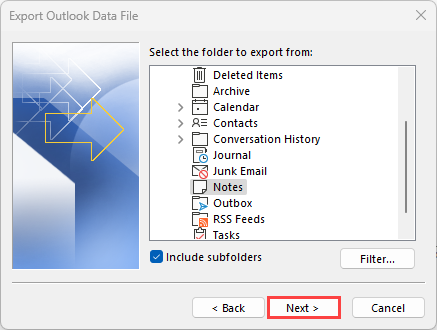 Export Outlook Data File
Select the folder to export from:
Deleted Items
Archive
Calendar
Contacts
Conversation History
Journal
Junk Email
Notes
Outbox
RSS Feeds
Tasks
Include subfolders
Filter...
< Back
Next >
Cancel